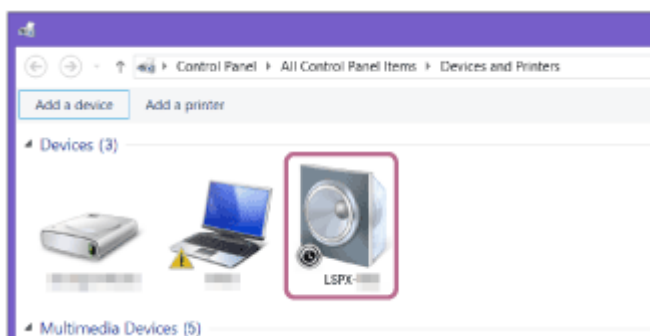 Control Panel ▸ All Control Panel Items ▸ Devices and Printers
Add a device Add a printer
Devices (3)
LSPX-
Multimedia Devices (5)